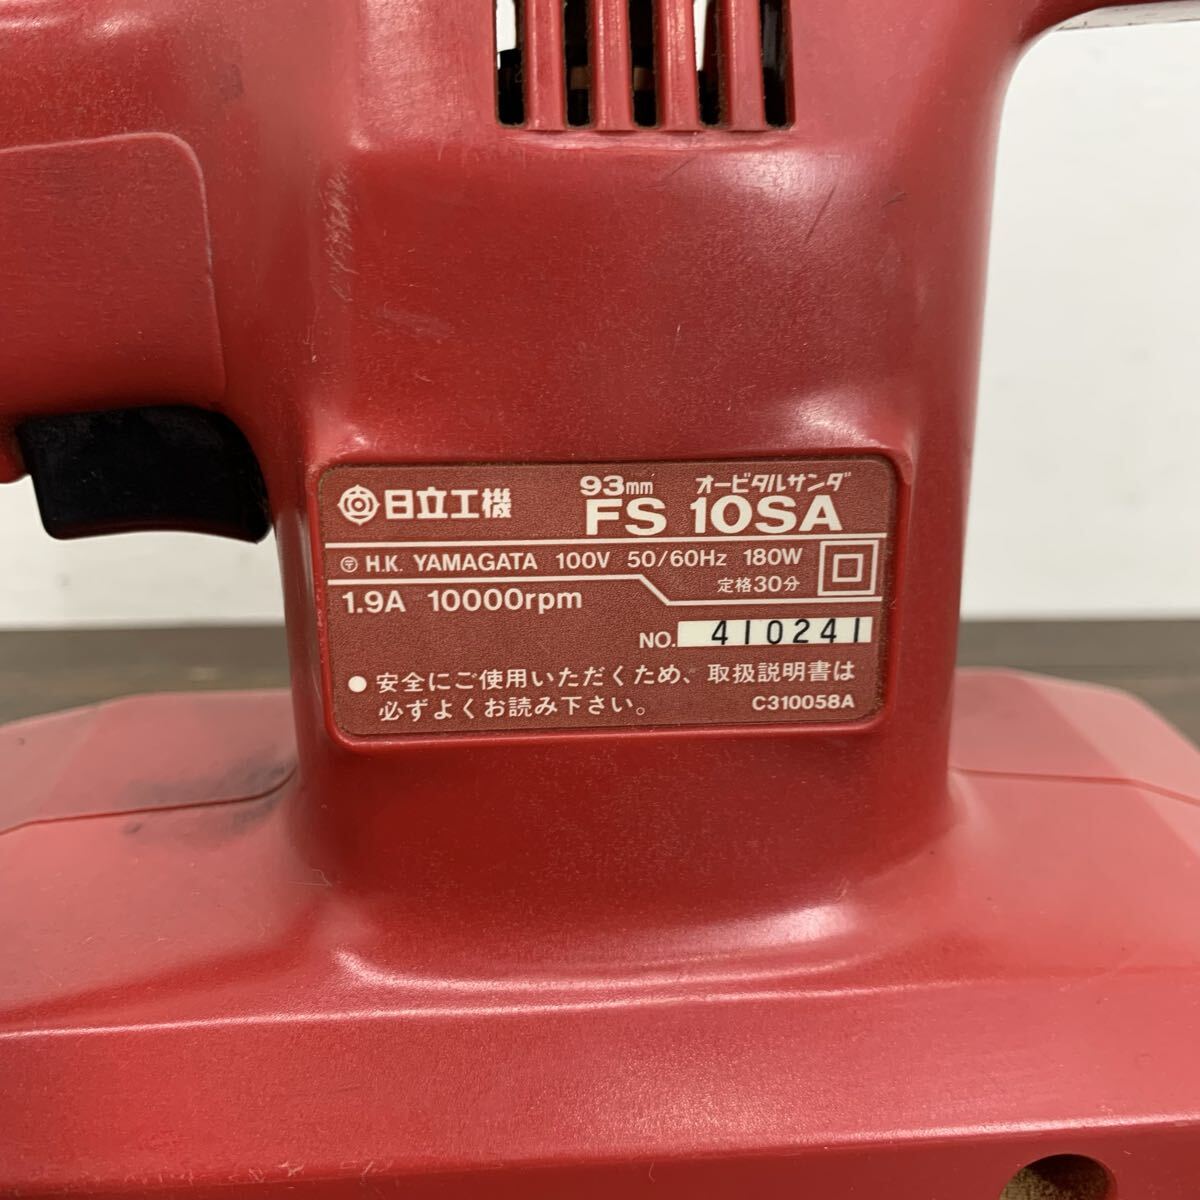 日立工機
93mm オービタルサンダ
FS 10SA
〒 H.K. YAMAGATA 100V 50/60Hz 180W
定格30分
1.9A 10000rpm
NO. 410241
● 安全にご使用いただくため、取扱説明書は
必ずよくお読み下さい。
C310058A